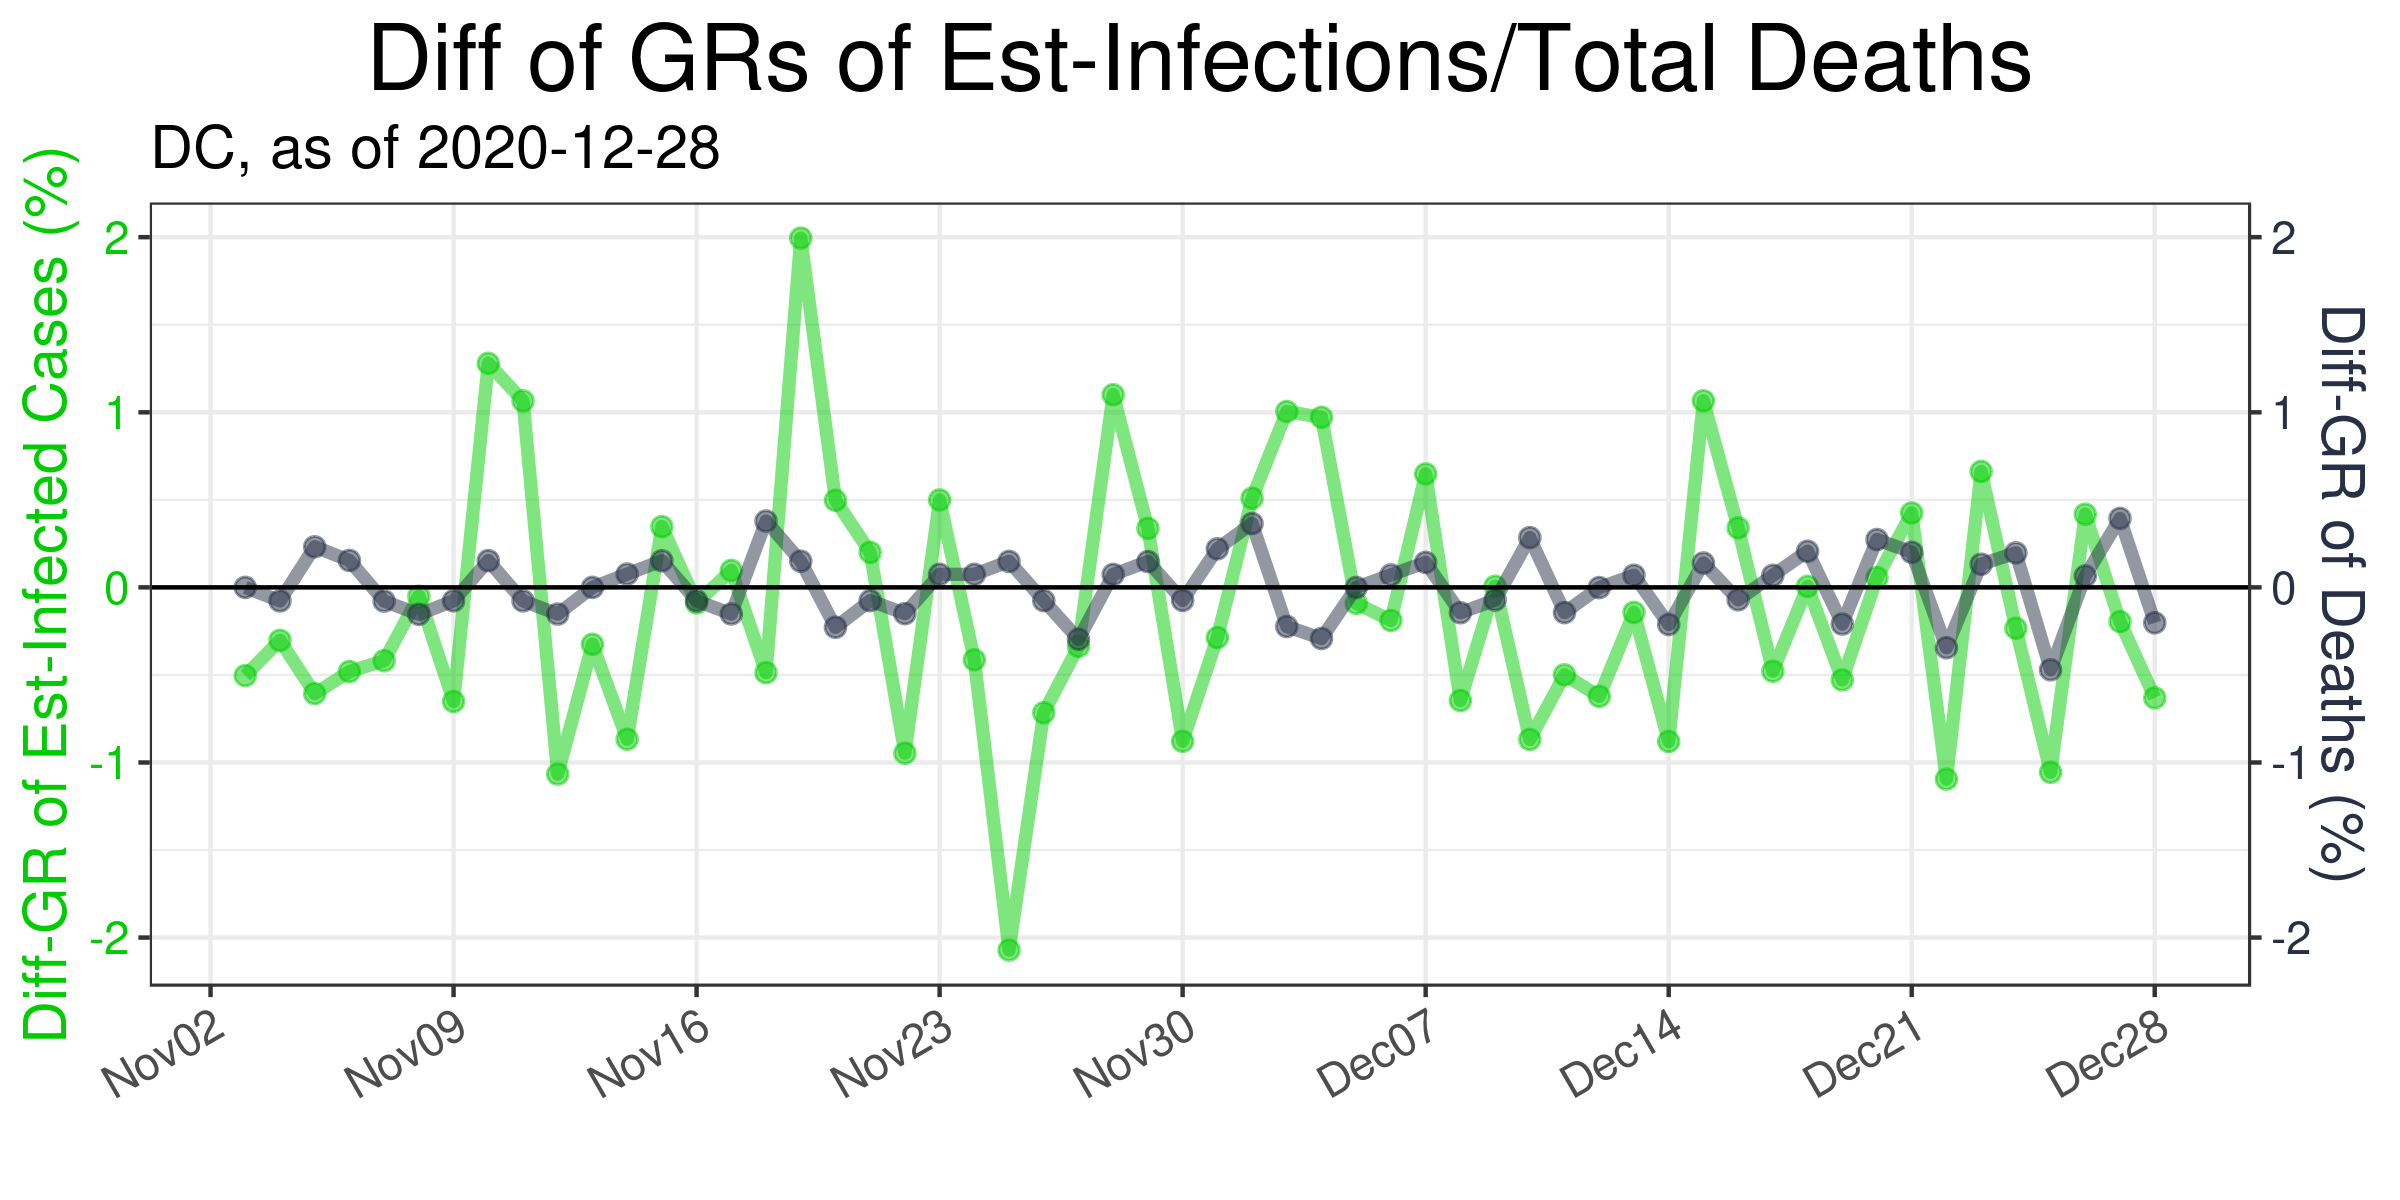 Diff of GRs of Est-Infections/Total Deaths
DC, as of 2020-12-28
Diff-GR of Est-Infected Cases (%)
2
1
0
-1
-2
2
1
0
-1
-2
Diff-GR of Deaths (%)
Nov02
Nov09
Nov16
Nov23
Nov30
Dec07
Dec14
Dec21
Dec28